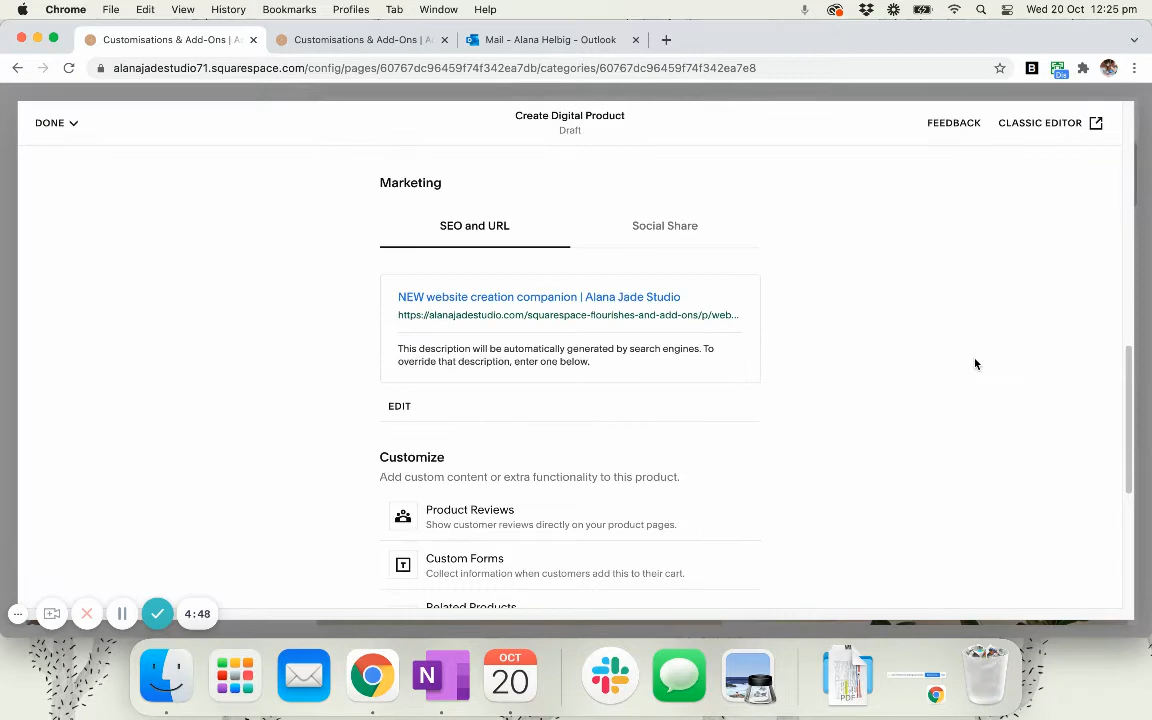 Chrome File Edit View History Bookmarks Profiles Tab Window Help Wed 20 Oct 12:25 pm
Customisations & Add-Ons | A Customisations & Add-Ons | A Mail - Alana Helbig - Outlook
alanajadestudio71.squarespace.com/config/pages/60767dc96459f74f342ea7db/categories/60767dc96459f74f342ea7e8
B
Dis
DONE
Create Digital Product
Draft
FEEDBACK
CLASSIC EDITOR
Marketing
SEO and URL Social Share
NEW website creation companion | Alana Jade Studio
https://alanajadestudio.com/squarespace-flourishes-and-add-ons/p/web...
This description will be automatically generated by search engines. To
override that description, enter one below.
EDIT
Customize
Add custom content or extra functionality to this product.
Product Reviews
Show customer reviews directly on your product pages.
T
Custom Forms
Collect information when customers add this to their cart.
Related Products
4:48
N
OCT
20
PDF